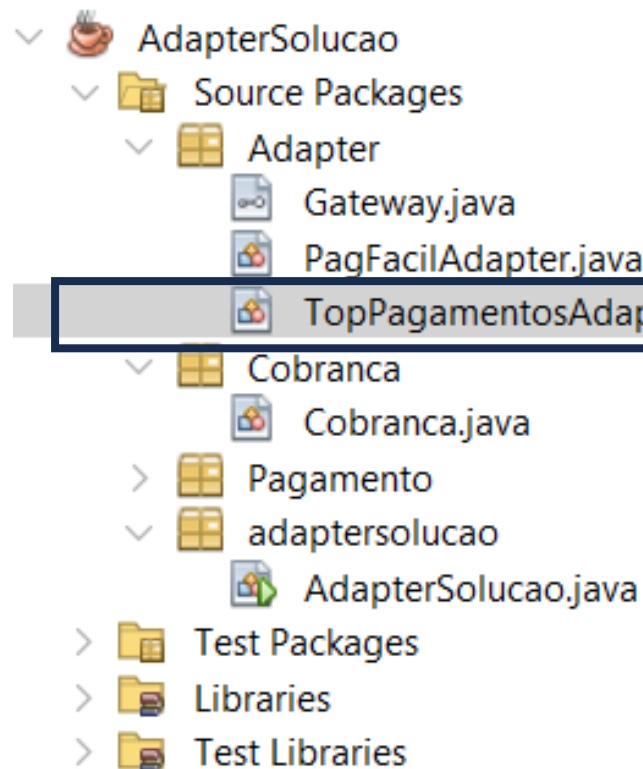 AdapterSolucao
Source Packages
Adapter
Gateway.java
PagFacilAdapter.java
TopPagamentosAdap
Cobranca
Cobranca.java
Pagamento
adaptersolucao
AdapterSolucao.java
Test Packages
Libraries
Test Libraries